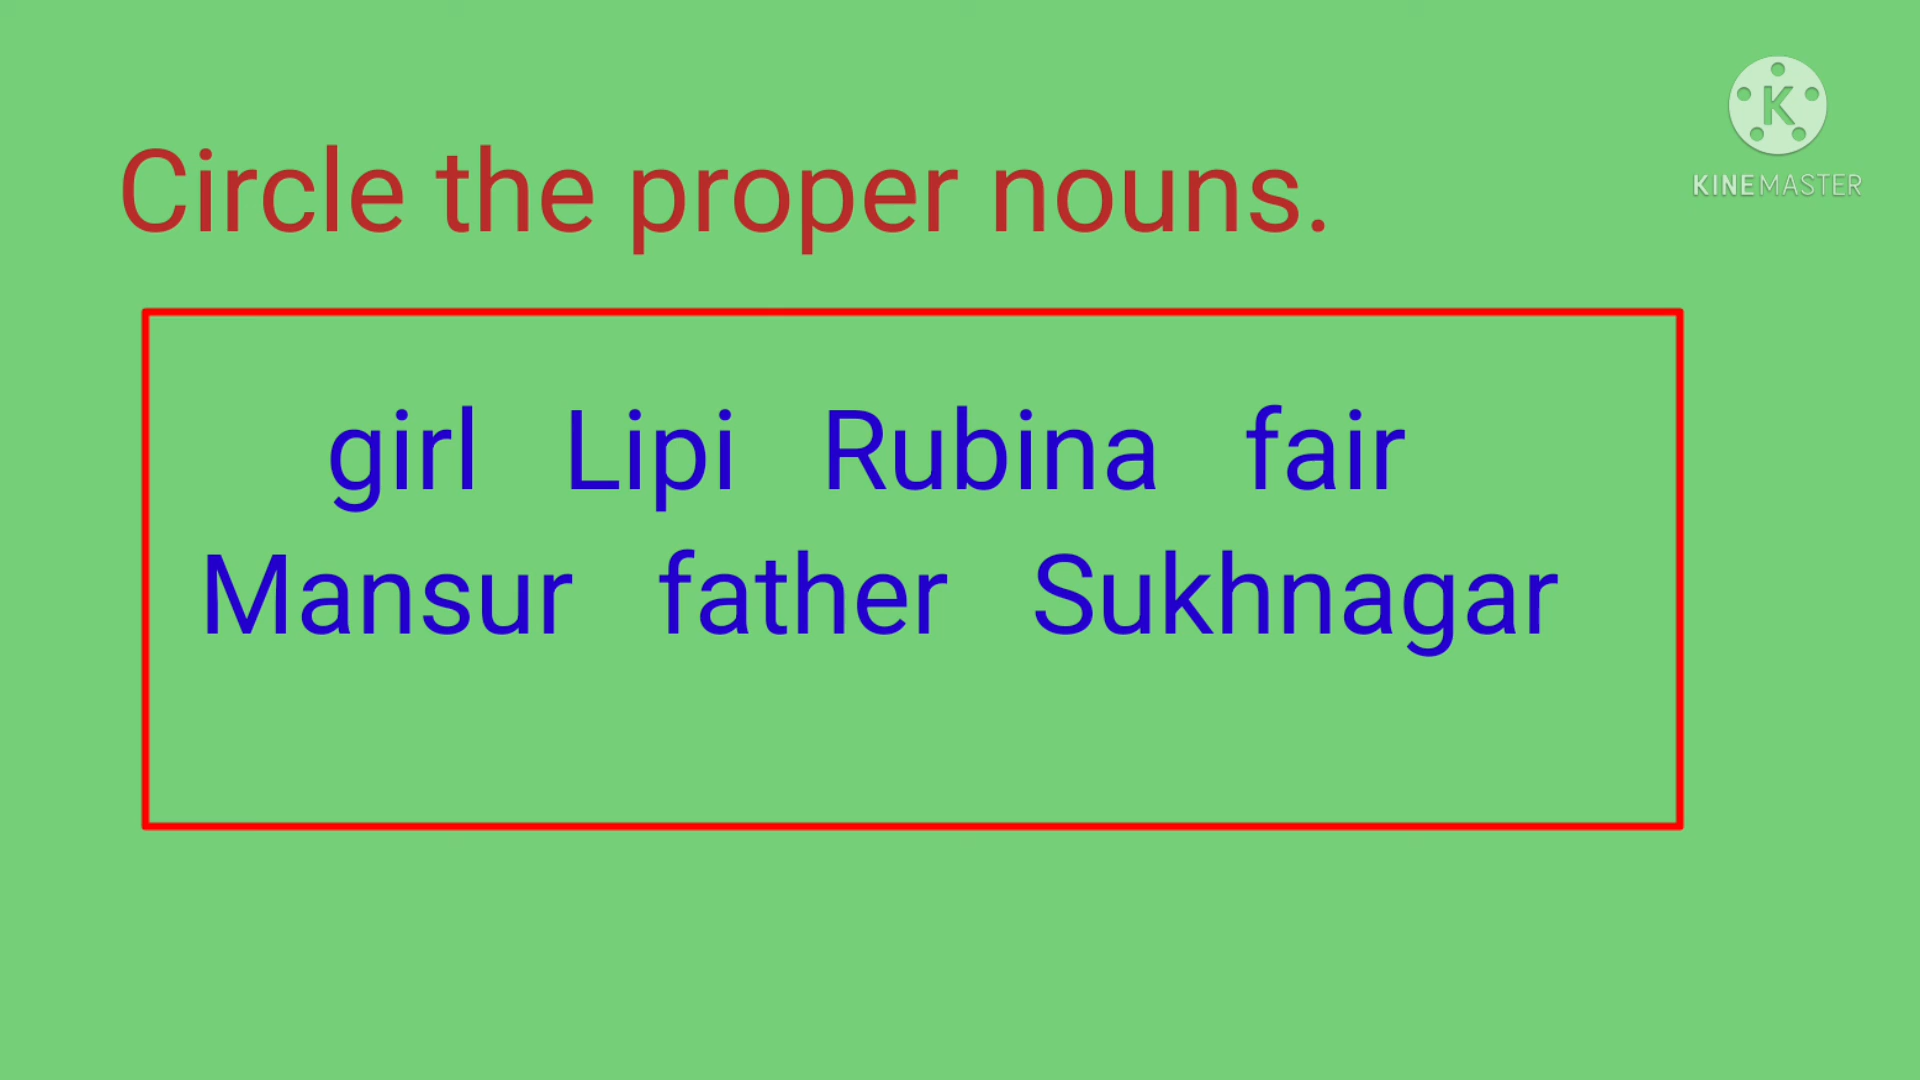 KINEMASTER
Circle the proper nouns.
girl Lipi Rubina fair
Mansur father Sukhnagar